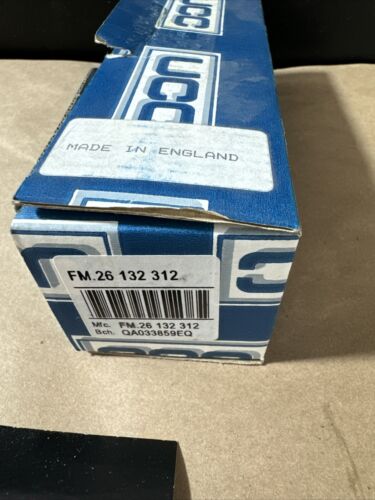 MADE IN ENGLAND
FM.26 132 312
Mfc. FM.26 132 312
Bch. QA033859EQ